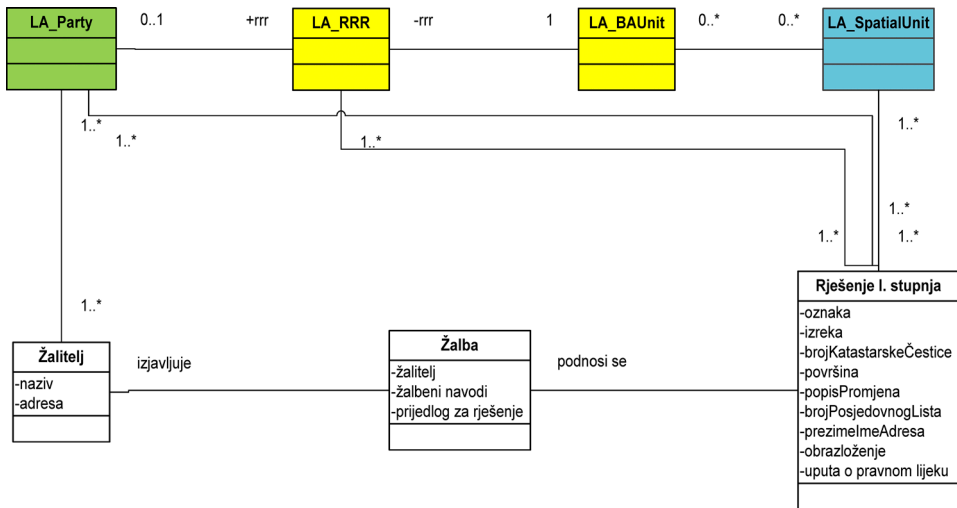 LA_Party
0..1
+rrr
LA_RRR
-rrr
1
LA_BAUnit
0..*
0..*
LA_SpatialUnit
1..*
1..*
1..*
1..*
1..*
1..*
1..*
1..*
Žalitelj
-naziv
-adresa
izjavljuje
Žalba
-žalitelj
-žalbeni navodi
-prijedlog za rješenje
podnosi se
Rješenje I. stupnja
-oznaka
-izreka
-brojKatastarskeČestice
-površina
-popisPromjena
-brojPosjedovnogLista
-prezimeImeAdresa
-obrazloženje
-uputa o pravnom lijeku